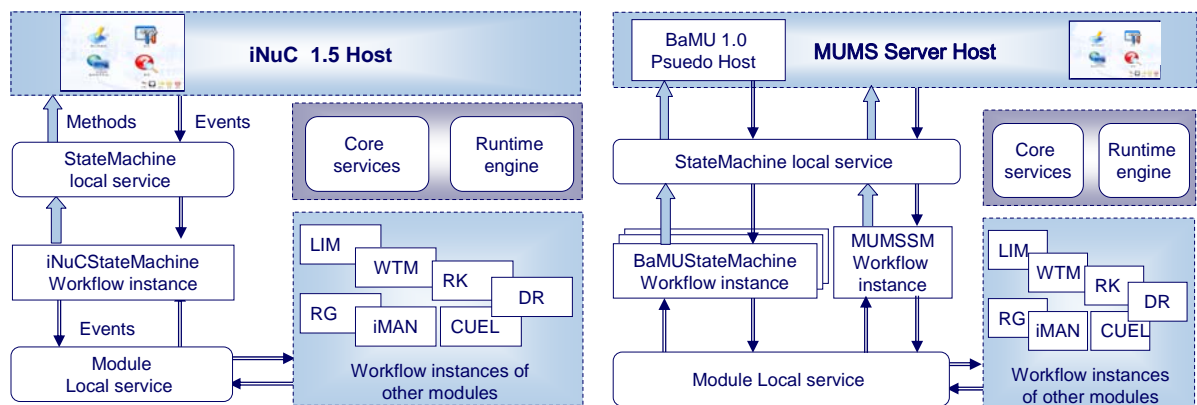 iNuC 1.5 Host
Methods
Events
StateMachine
local service
Core
services
Runtime
engine
iNuCStateMachine
Workflow instance
Events
Module
Local service
LIM
WTM
RK
DR
RG
iMAN
CUEL
Workflow instances of
other modules
BaMU 1.0
Psuedo Host
MUMS Server Host
StateMachine local service
Core
services
Runtime
engine
BaMUStateMachine
Workflow instance
MUMSSM
Workflow
instance
Module Local service
LIM
WTM
RK
DR
RG
iMAN
CUEL
Workflow instances
of other modules